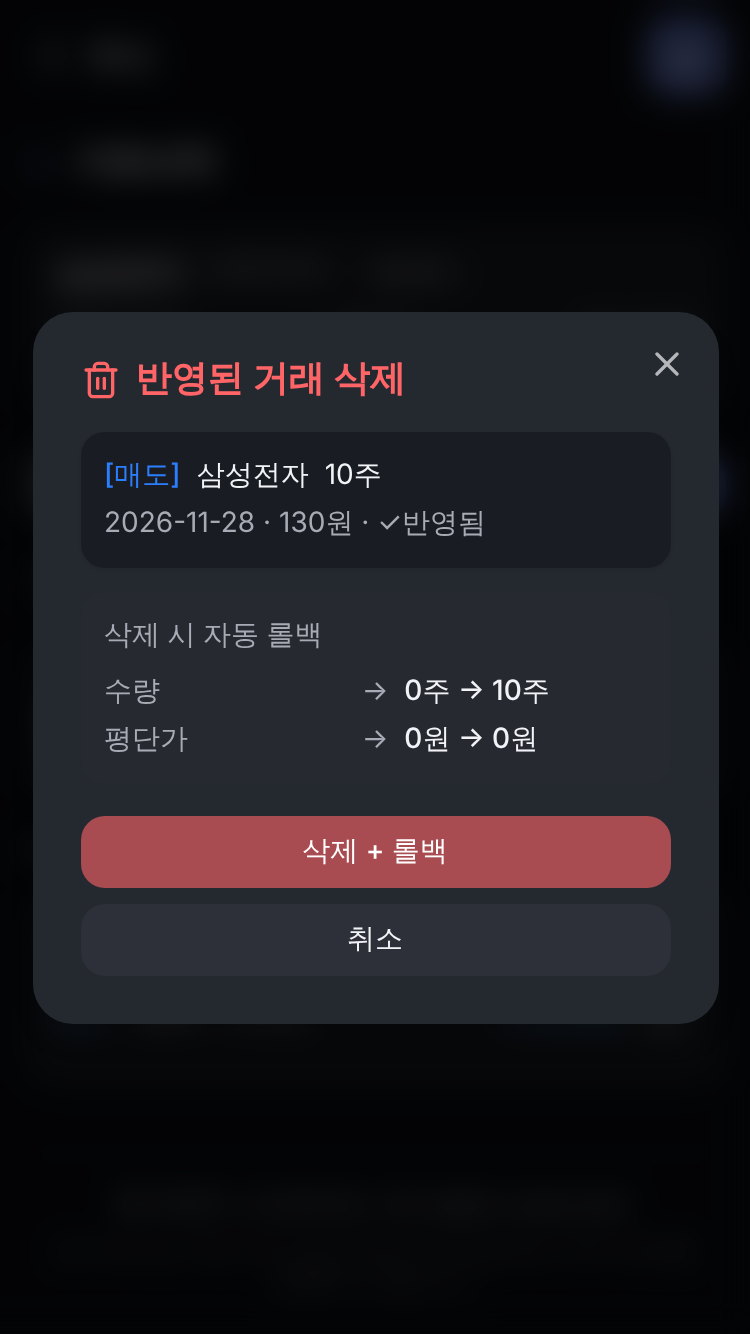 반영된 거래 삭제
[매도] 삼성전자 10주
2026-11-28 · 130원 · ✓반영됨
삭제 시 자동 롤백
수량 → 0주 → 10주
평단가 → 0원 → 0원
삭제 + 롤백
취소